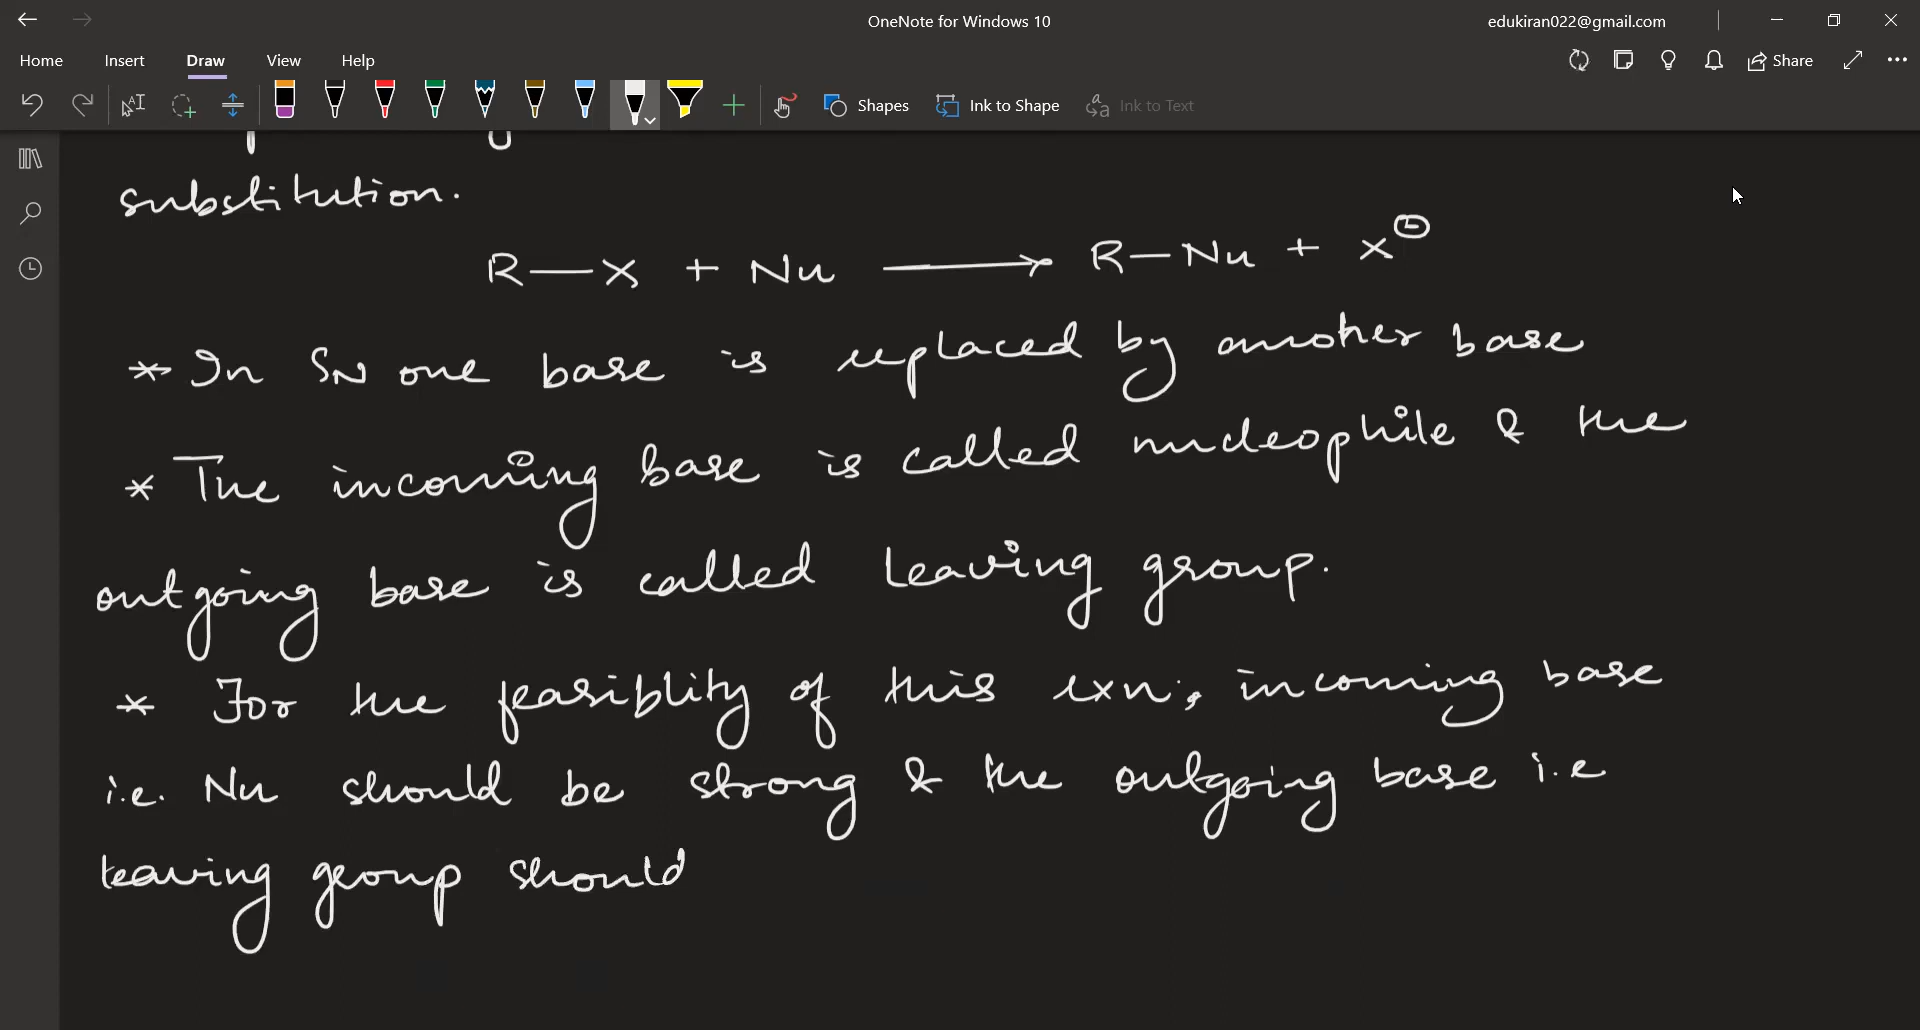 OneNote for Windows 10
edukiran022@gmail.com
Home Insert Draw View Help
Share
Shapes Ink to Shape Ink to Text
substitution.
R—X + Nu ⟶ R—Nu + X⊖
* In SN one base is replaced by another base
* The incoming base is called nucleophile & the
outgoing base is called leaving group.
* For the feasiblity of this rxn, incoming base
i.e. Nu should be strong & the outgoing base i.e
leaving group should